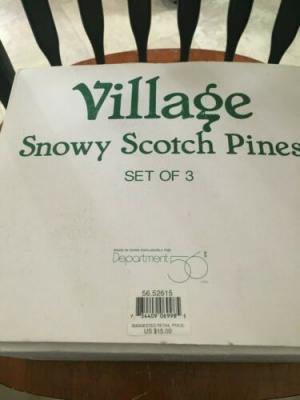 Village
Snowy Scotch Pines
SET OF 3
Department 56
56.52615
SUGGESTED RETAIL PRICE:
US $15.00